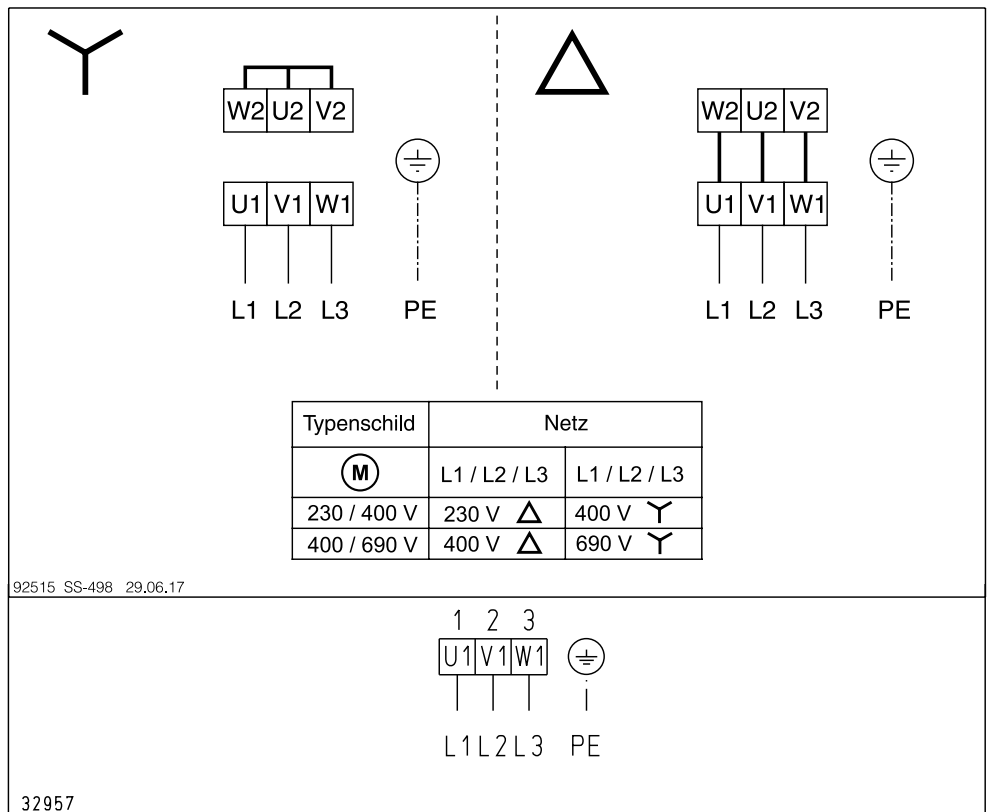 W2 U2 V2
U1 V1 W1
L1 L2 L3 PE
W2 U2 V2
U1 V1 W1
L1 L2 L3 PE
Typenschild Netz
M L1 / L2 / L3 L1 / L2 / L3
230 / 400 V 230 V 400 V
400 / 690 V 400 V 690 V
92515 SS-498 29.06.17
1 2 3
U1 V1 W1
L1 L2 L3 PE
32957